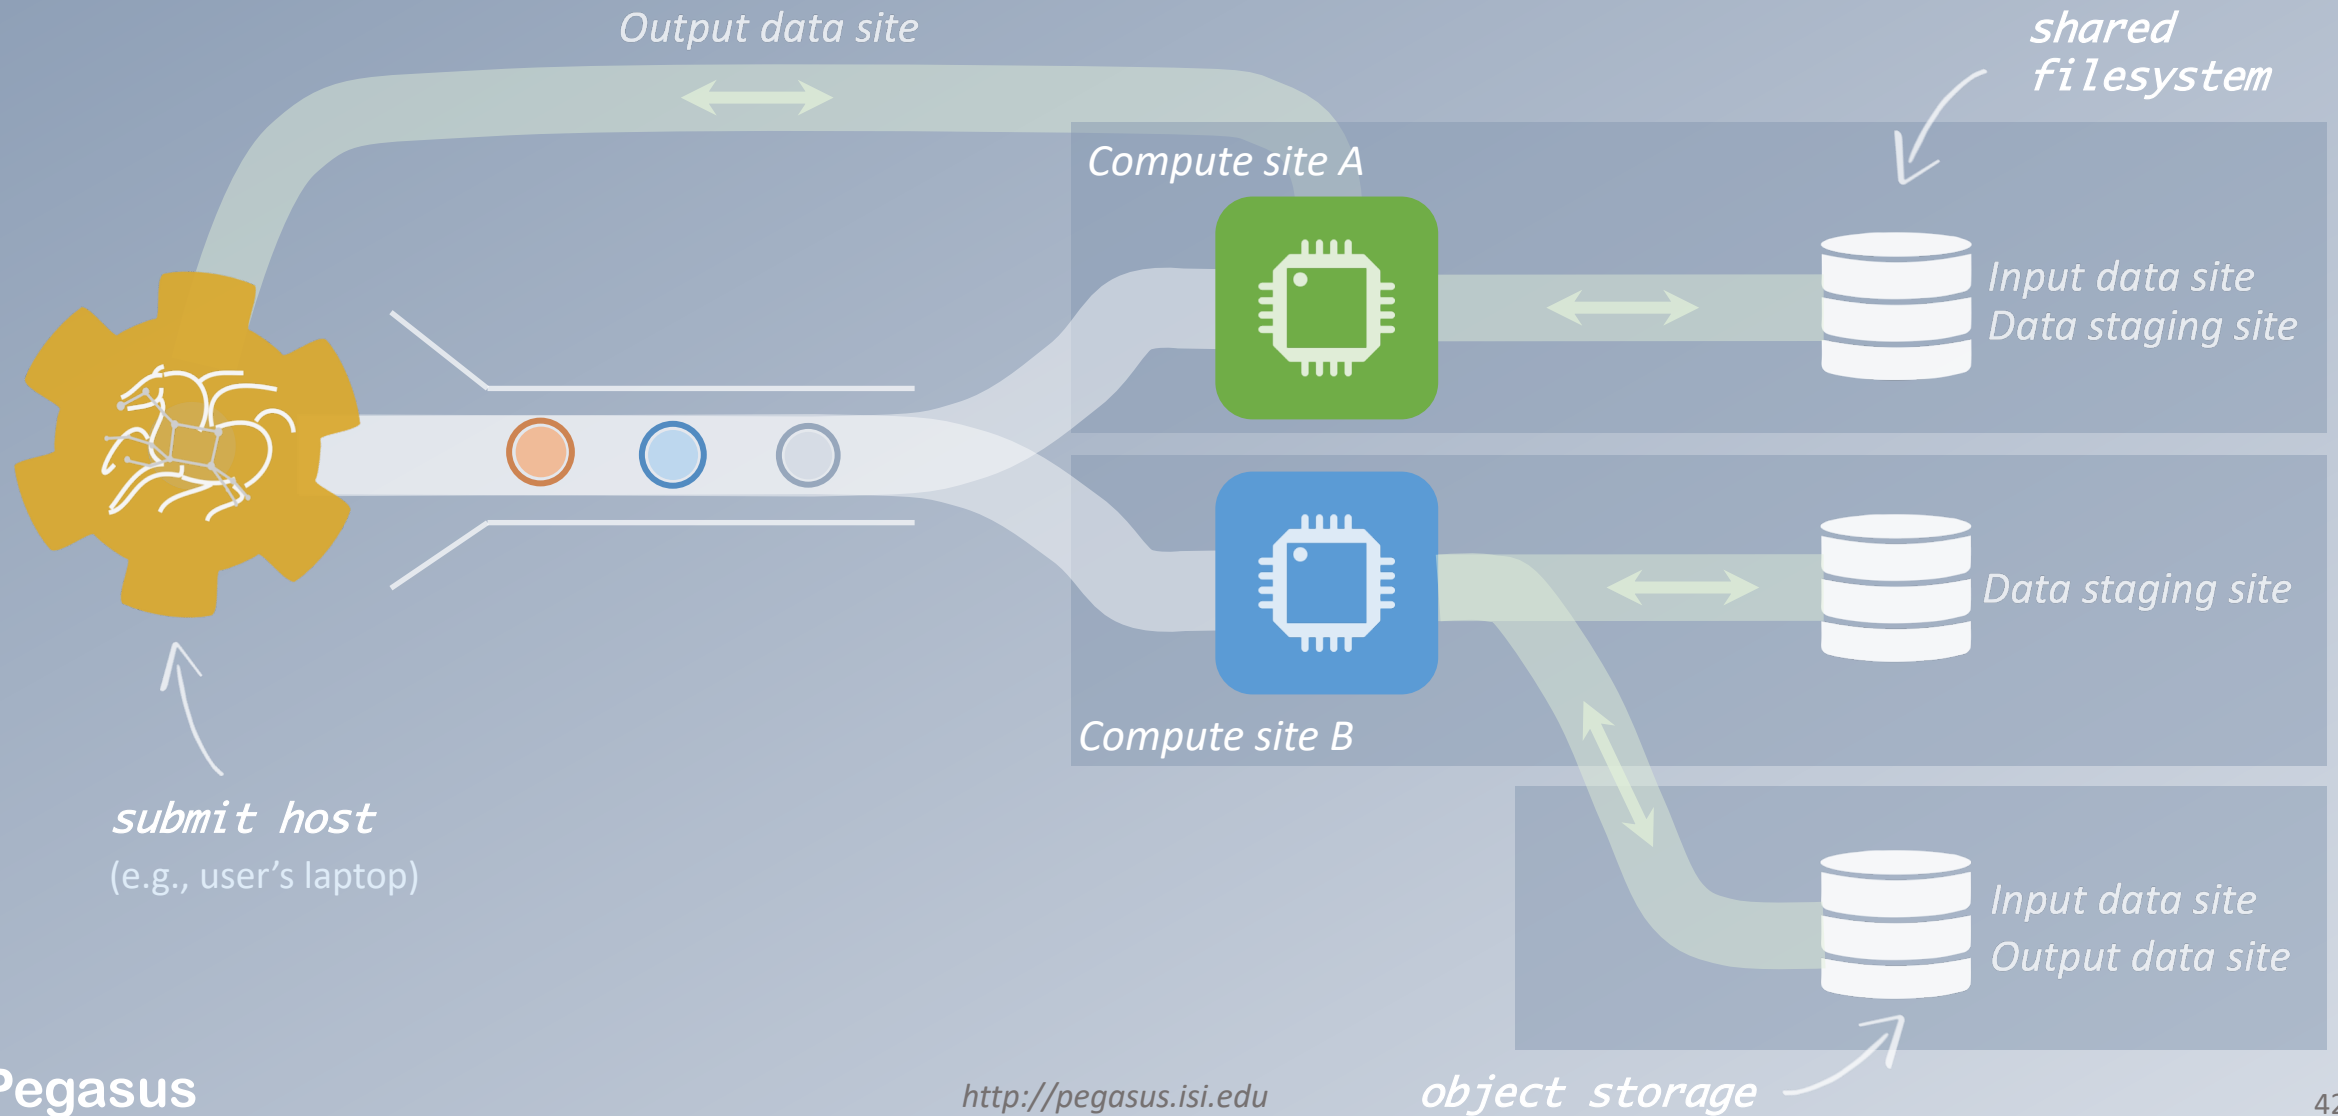 Output data site
shared
filesystem
Compute site A
Input data site
Data staging site
Data staging site
Compute site B
submit host
(e.g., user's laptop)
Input data site
Output data site
Pegasus
http://pegasus.isi.edu
object storage
42